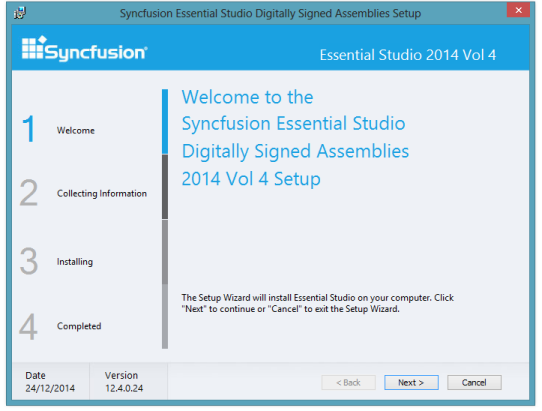 Syncfusion Essential Studio Digitally Signed Assemblies Setup
Syncfusion
Essential Studio 2014 Vol 4
Welcome to the
Syncfusion Essential Studio
Digitally Signed Assemblies
2014 Vol 4 Setup
1 Welcome
2 Collecting Information
3 Installing
4 Completed
The Setup Wizard will install Essential Studio on your computer. Click
"Next" to continue or "Cancel" to exit the Setup Wizard.
Date Version
24/12/2014 12.4.0.24
< Back Next > Cancel